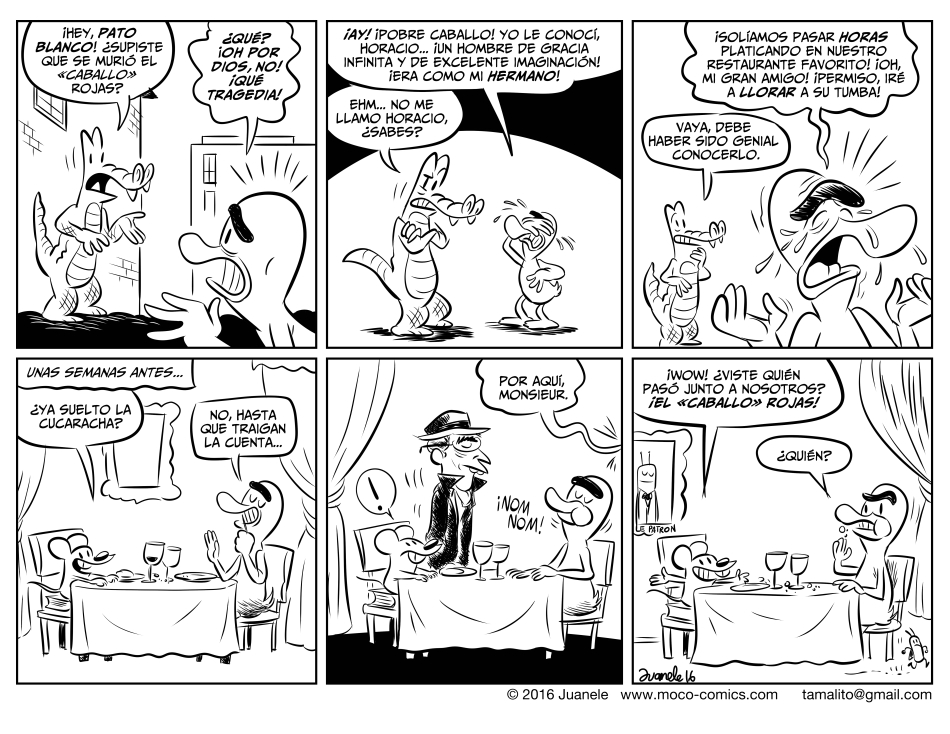 ¡HEY, PATO
BLANCO! ¿SUPISTE
QUE SE MURIÓ EL
«CABALLO»
ROJAS?
¿QUÉ?
¡OH POR
DIOS, NO!
¡QUÉ
TRAGEDIA!
¡AY! ¡POBRE CABALLO! YO LE CONOCÍ,
HORACIO... ¡UN HOMBRE DE GRACIA
INFINITA Y DE EXCELENTE IMAGINACIÓN!
¡ERA COMO MI HERMANO!
EHM... NO ME
LLAMO HORACIO,
¿SABES?
¡SOLÍAMOS PASAR HORAS
PLATICANDO EN NUESTRO
RESTAURANTE FAVORITO! ¡OH,
MI GRAN AMIGO! ¡PERMISO, IRÉ
A LLORAR A SU TUMBA!
VAYA, DEBE
HABER SIDO GENIAL
CONOCERLO.
UNAS SEMANAS ANTES...
¿YA SUELTO LA
CUCARACHA?
NO, HASTA
QUE TRAIGAN
LA CUENTA...
POR AQUÍ,
MONSIEUR.
!
¡NOM
NOM!
¡WOW! ¿VISTE QUIÉN
PASÓ JUNTO A NOSOTROS?
¡EL «CABALLO» ROJAS!
¿QUIÉN?
LE PATRON
Juanele 16
© 2016 Juanele www.moco-comics.com tamalito@gmail.com